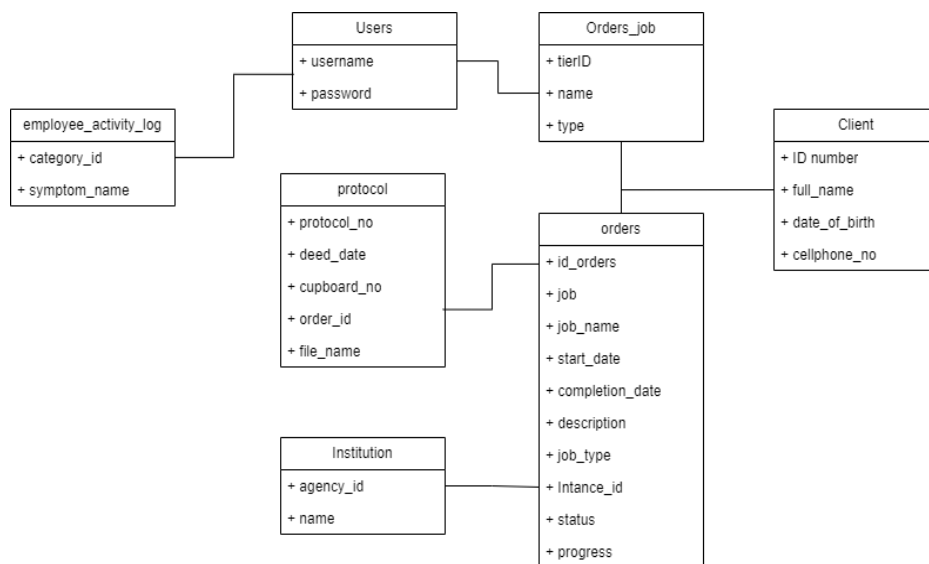 Users
+ username
+ password
Orders_job
+ tierID
+ name
+ type
employee_activity_log
+ category_id
+ symptom_name
Client
+ ID number
+ full_name
+ date_of_birth
+ cellphone_no
protocol
+ protocol_no
+ deed_date
+ cupboard_no
+ order_id
+ file_name
orders
+ id_orders
+ job
+ job_name
+ start_date
+ completion_date
+ description
+ job_type
+ Intance_id
+ status
+ progress
Institution
+ agency_id
+ name